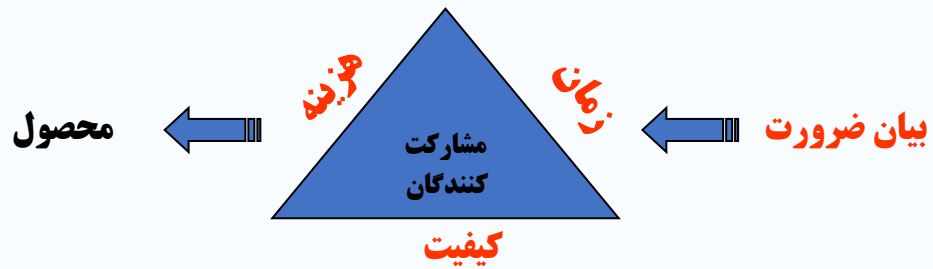 بیان ضرورت
زمان
هزینه
مشارکت
کنندگان
کیفیت
محصول